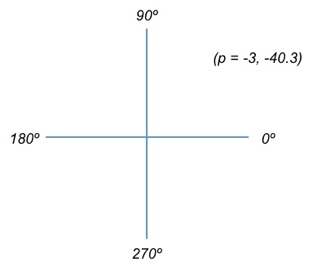 90º
(p = -3, -40.3)
180º
0º
270º